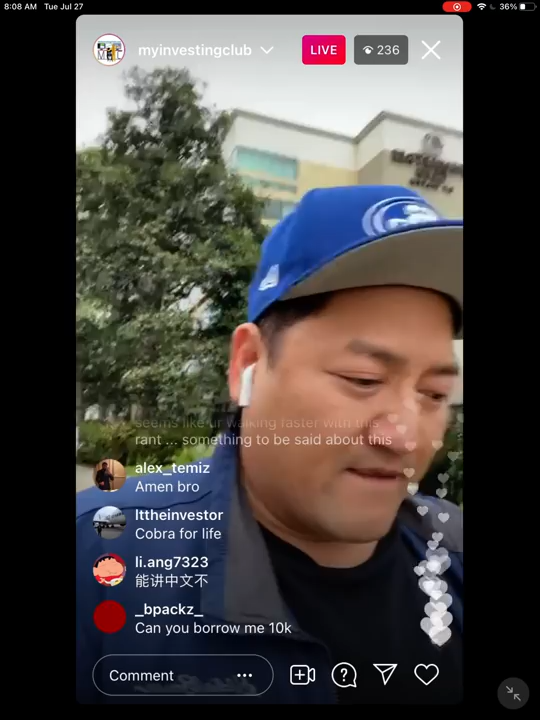 8:08 AM Tue Jul 27
36%
myinvestingclub
LIVE
236
seems like ur walking faster with this
rant ... something to be said about this
alex_temiz
Amen bro
lttheinvestor
Cobra for life
li.ang7323
能讲中文不
_bpackz_
Can you borrow me 10k
Comment